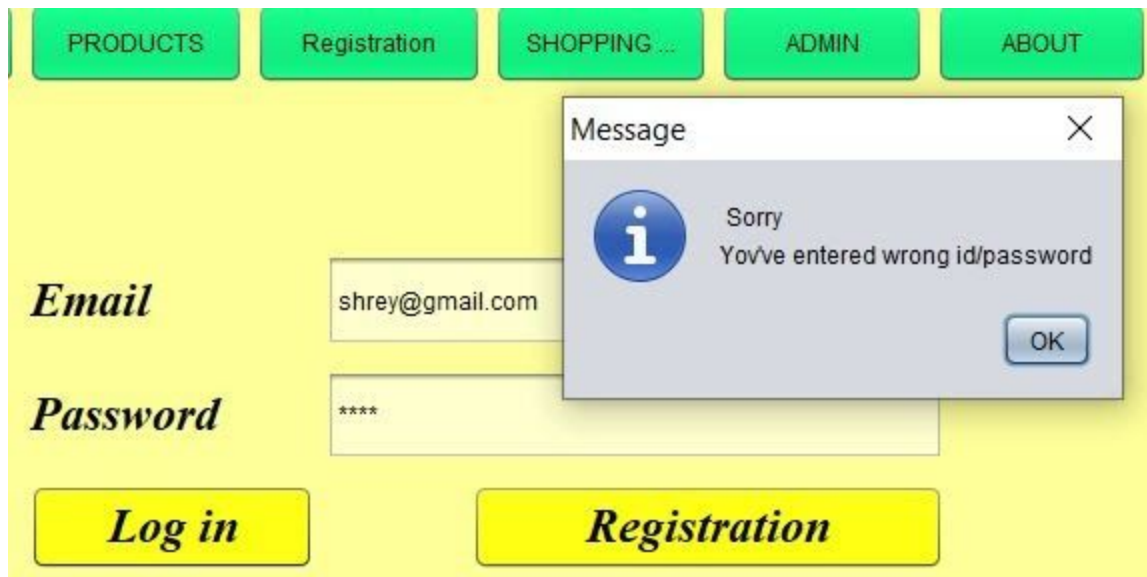 PRODUCTS
Registration
SHOPPING ...
ADMIN
ABOUT
Message
Sorry
Yov've entered wrong id/password
OK
Email
shrey@gmail.com
Password
****
Log in
Registration